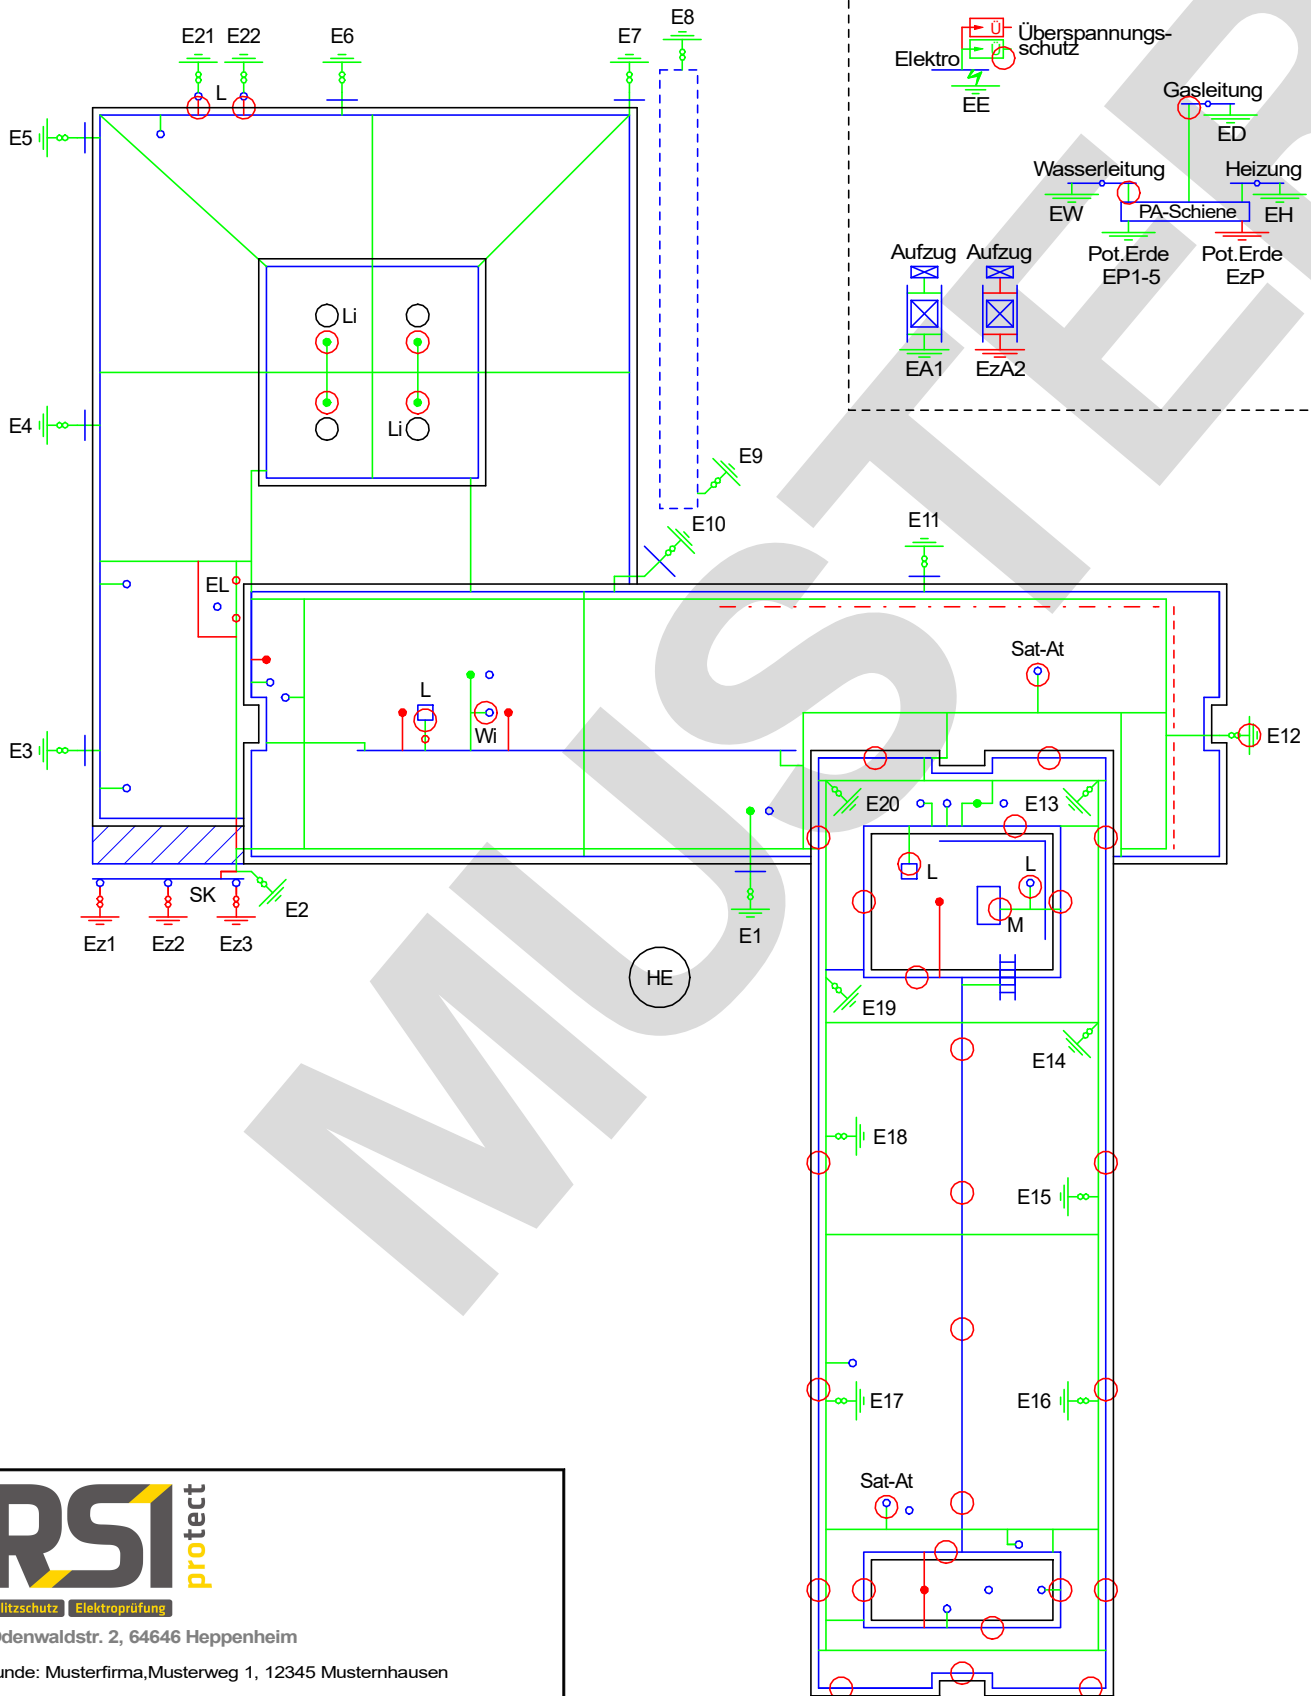 E8
E21 E22 E6 E7
Ü Überspannungs-
Ü schutz
Elektro
EE
L
Gasleitung
ED
E5
Wasserleitung Heizung
EW PA-Schiene EH
Pot.Erde Pot.Erde
EP1-5 EzP
Aufzug Aufzug
EA1 EzA2
Li
E4 Li
E9
E10 E11
EL
Sat-At
L
Wi
E3 E12
E20 E13
L L
SK E2
M
Ez1 Ez2 Ez3 E1
HE
E19
E14
E18
E15
E17 E16
Sat-At
MUSTER
RSI protect
litzschutz Elektroprüfung
denwaldstr. 2, 64646 Heppenheim
unde: Musterfirma,Musterweg 1, 12345 Musternhausen